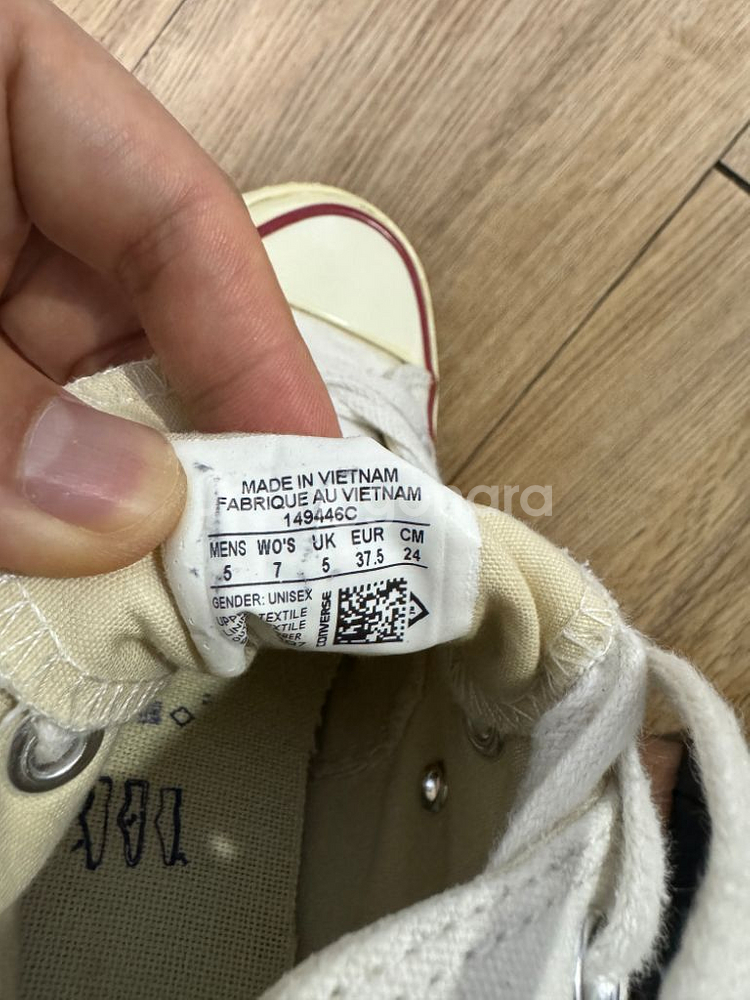 MADE IN VIETNAM
FABRIQUE AU VIETNAM
149446C
MENS WO'S UK EUR CM
5 7 5 37.5 24
GENDER: UNISEX
TEXTILE
CONVERSE